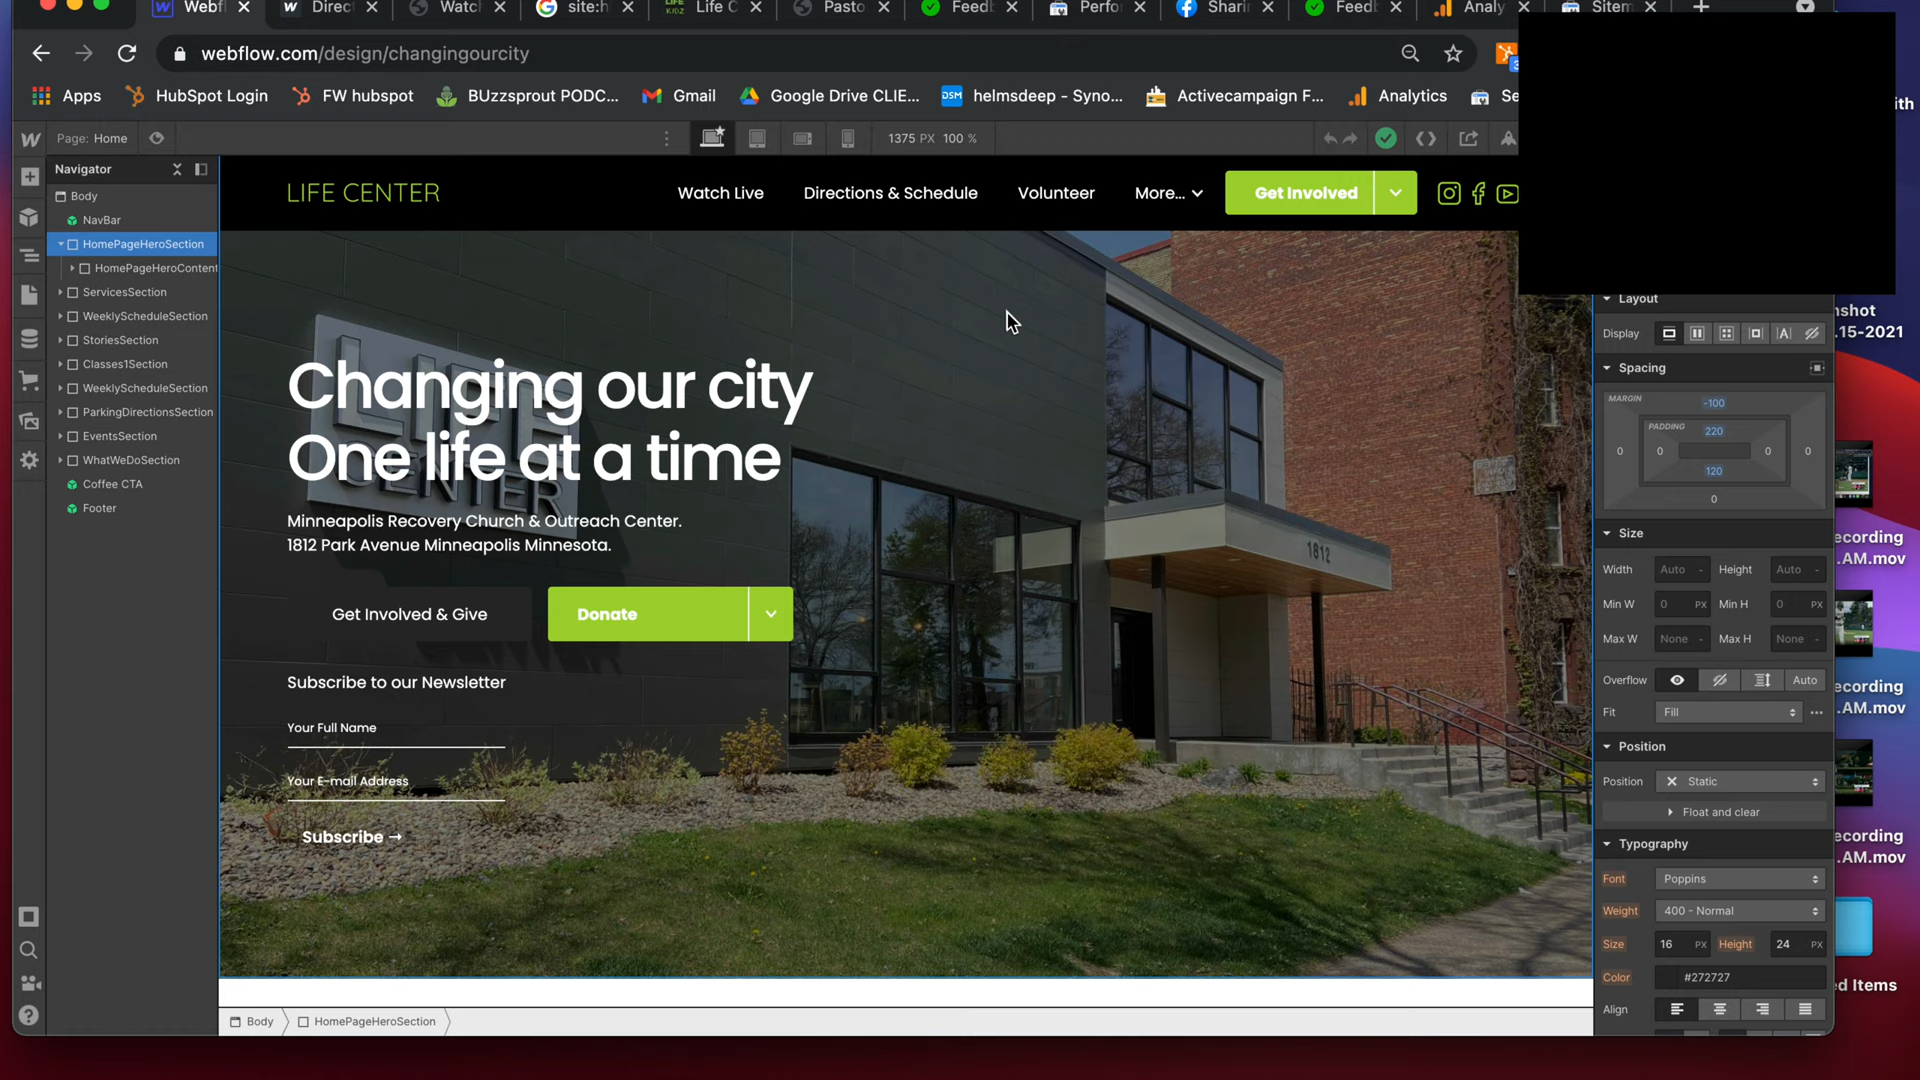 Webfl
Direct
Watch
site:h
Life C
Pasto
Feedb
Perfo
Sharin
Feedb
Analy
Sitem
webflow.com/design/changingourcity
Apps
HubSpot Login
FW hubspot
BUzzsprout PODC...
Gmail
Google Drive CLIE...
DSM
helmsdeep - Syno...
Activecampaign F...
Analytics
Se
Page: Home
1375 PX 100 %
Navigator
Body
NavBar
HomePageHeroSection
HomePageHeroContent
ServicesSection
WeeklyScheduleSection
StoriesSection
Classes1Section
WeeklyScheduleSection
ParkingDirectionsSection
EventsSection
WhatWeDoSection
Coffee CTA
Footer
LIFE CENTER
Watch Live
Directions & Schedule
Volunteer
More...
Get Involved
LIFE
CENTER
1812
Changing our city
One life at a time
Minneapolis Recovery Church & Outreach Center.
1812 Park Avenue Minneapolis Minnesota.
Get Involved & Give
Donate
Subscribe to our Newsletter
Your Full Name
Your E-mail Address
Subscribe →
Body
HomePageHeroSection
Layout
Display
Spacing
MARGIN
-100
PADDING
220
0 0 0 0
120
0
Size
Width Auto - Height Auto -
Min W 0 PX Min H 0 PX
Max W None - Max H None -
Overflow Auto
Fit Fill
Position
Position Static
Float and clear
Typography
Font Poppins
Weight 400 - Normal
Size 16 PX Height 24 PX
Color #272727
Align
ith
nshot
.15-2021
ecording
.AM.mov
ecording
.AM.mov
ecording
.AM.mov
d Items